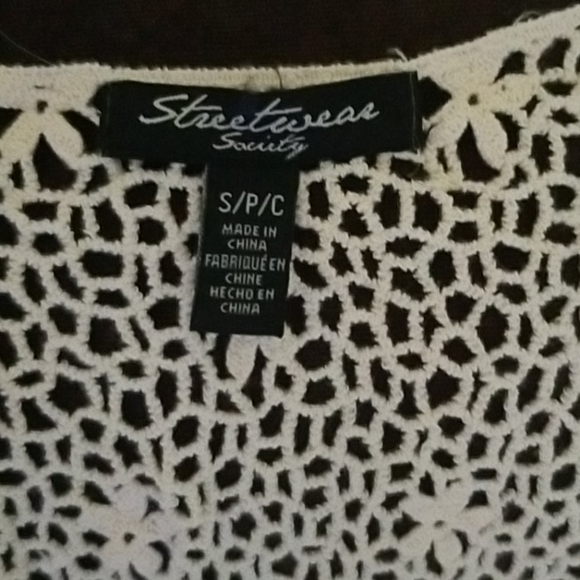 Streetwear
Society
S/P/C
MADE IN
CHINA
FABRIQUÉ EN
CHINE
HECHO EN
CHINA